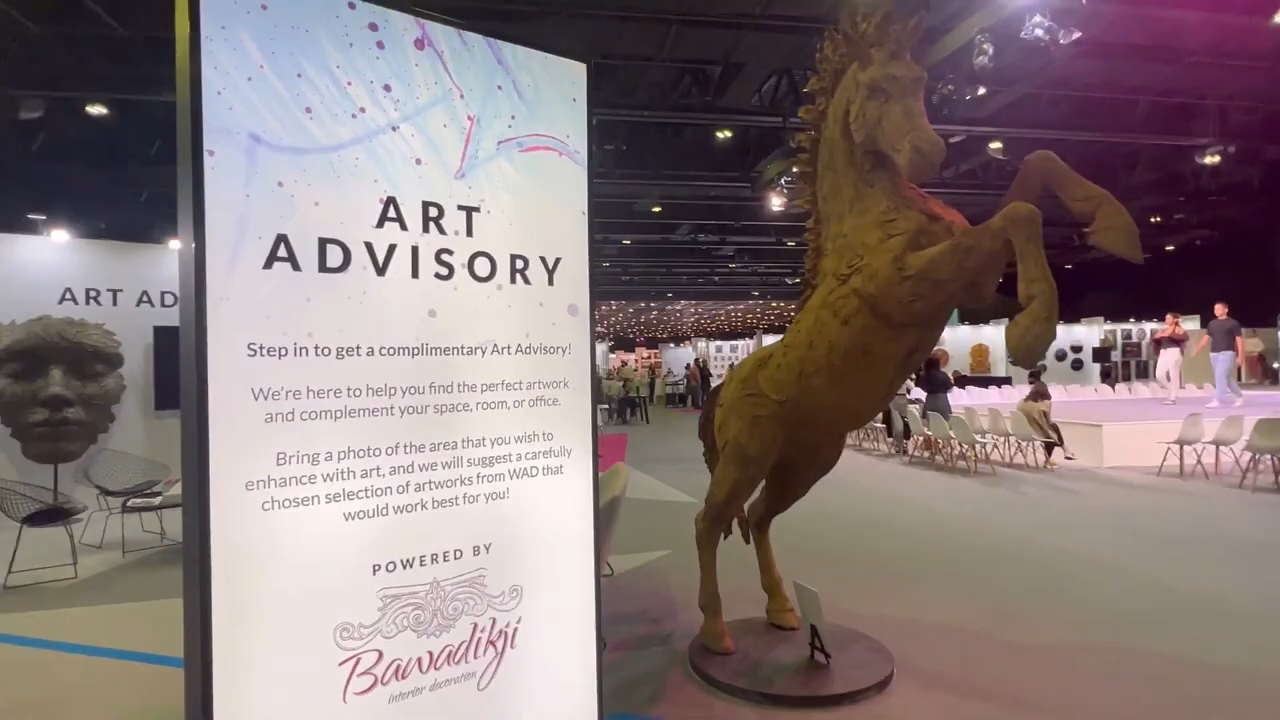 ART AD
ART
ADVISORY
Step in to get a complimentary Art Advisory!
We're here to help you find the perfect artwork
and complement your space, room, or office.
Bring a photo of the area that you wish to
enhance with art, and we will suggest a carefully
chosen selection of artworks from WAD that
would work best for you!
POWERED BY
Bawadikji
interior decoration
A